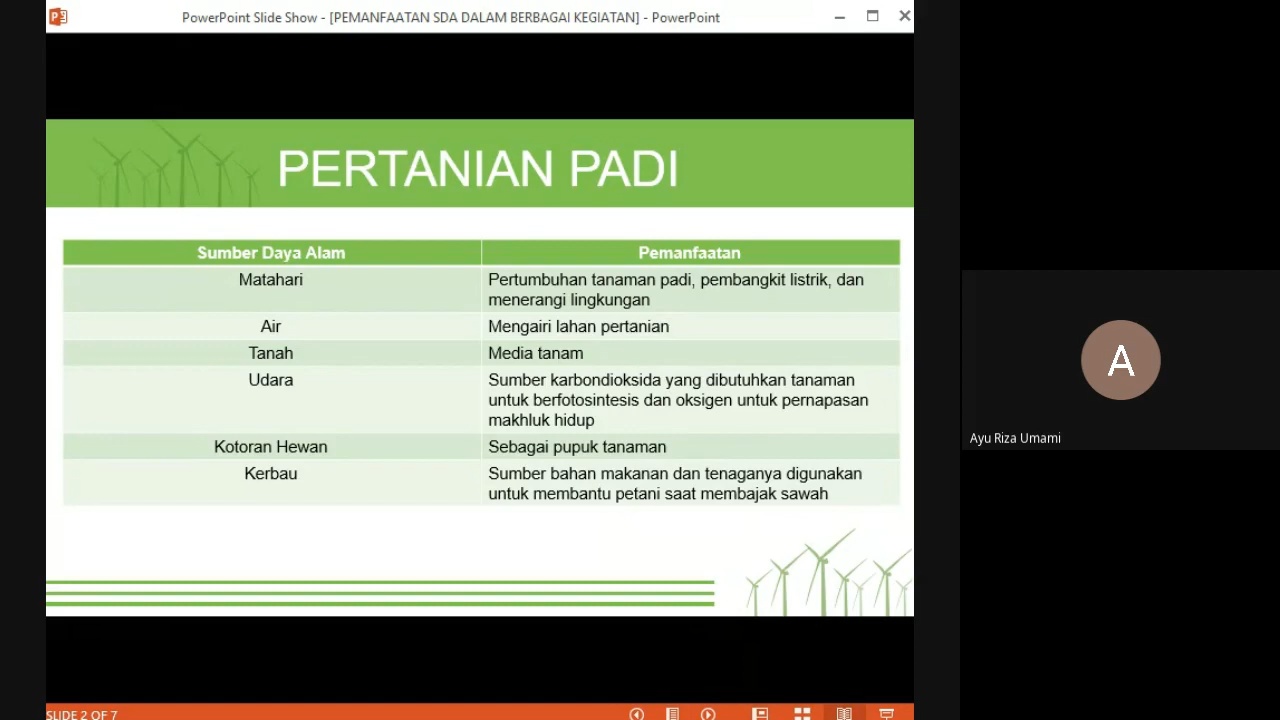 PowerPoint Slide Show - [PEMANFAATAN SDA DALAM BERBAGAI KEGIATAN] - PowerPoint
PERTANIAN PADI
Sumber Daya Alam Pemanfaatan
Matahari Pertumbuhan tanaman padi, pembangkit listrik, dan
menerangi lingkungan
Air Mengairi lahan pertanian
Tanah Media tanam
Udara Sumber karbondioksida yang dibutuhkan tanaman
untuk berfotosintesis dan oksigen untuk pernapasan
makhluk hidup
Kotoran Hewan Sebagai pupuk tanaman
Kerbau Sumber bahan makanan dan tenaganya digunakan
untuk membantu petani saat membajak sawah
A
Ayu Riza Umami
SLIDE 2 OF 7